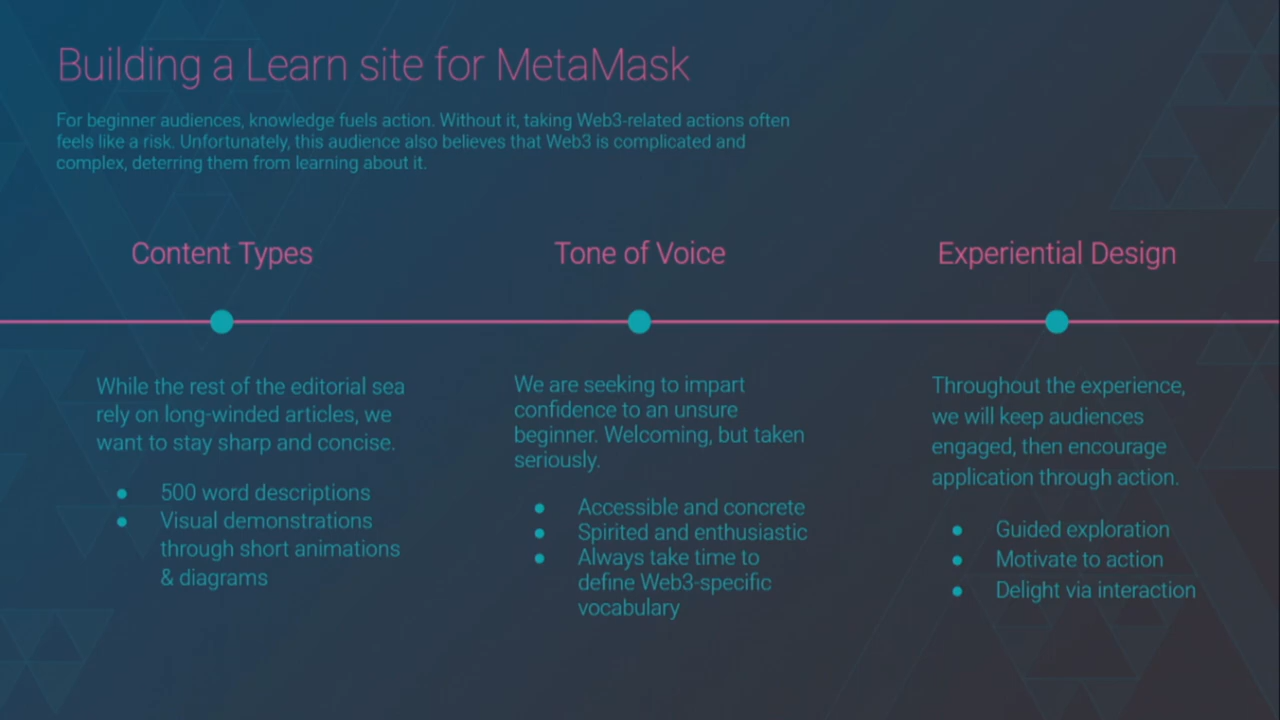 Building a Learn site for MetaMask
For beginner audiences, knowledge fuels action. Without it, taking Web3-related actions often
feels like a risk. Unfortunately, this audience also believes that Web3 is complicated and
complex, deterring them from learning about it.
Content Types
While the rest of the editorial sea
rely on long-winded articles, we
want to stay sharp and concise.
● 500 word descriptions
● Visual demonstrations
through short animations
& diagrams
Tone of Voice
We are seeking to impart
confidence to an unsure
beginner. Welcoming, but taken
seriously.
● Accessible and concrete
● Spirited and enthusiastic
● Always take time to
define Web3-specific
vocabulary
Experiential Design
Throughout the experience,
we will keep audiences
engaged, then encourage
application through action.
● Guided exploration
● Motivate to action
● Delight via interaction